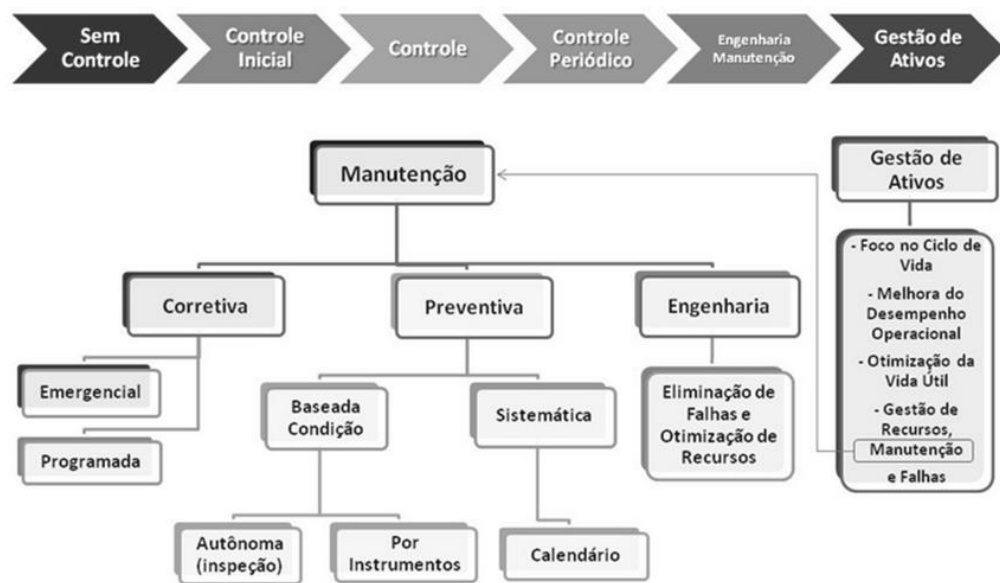 Sem
Controle
Controle
Inicial
Controle
Controle
Periódico
Engenharia
Manutenção
Gestão de
Ativos
Manutenção
Gestão de
Ativos
- Foco no Ciclo de
Vida
- Melhora do
Desempenho
Operacional
- Otimização da
Vida Útil
- Gestão de
Recursos,
Manutenção
e Falhas
Corretiva
Preventiva
Engenharia
Emergencial
Programada
Baseada
Condição
Sistemática
Eliminação de
Falhas e
Otimização de
Recursos
Autônoma
(inspeção)
Por
Instrumentos
Calendário